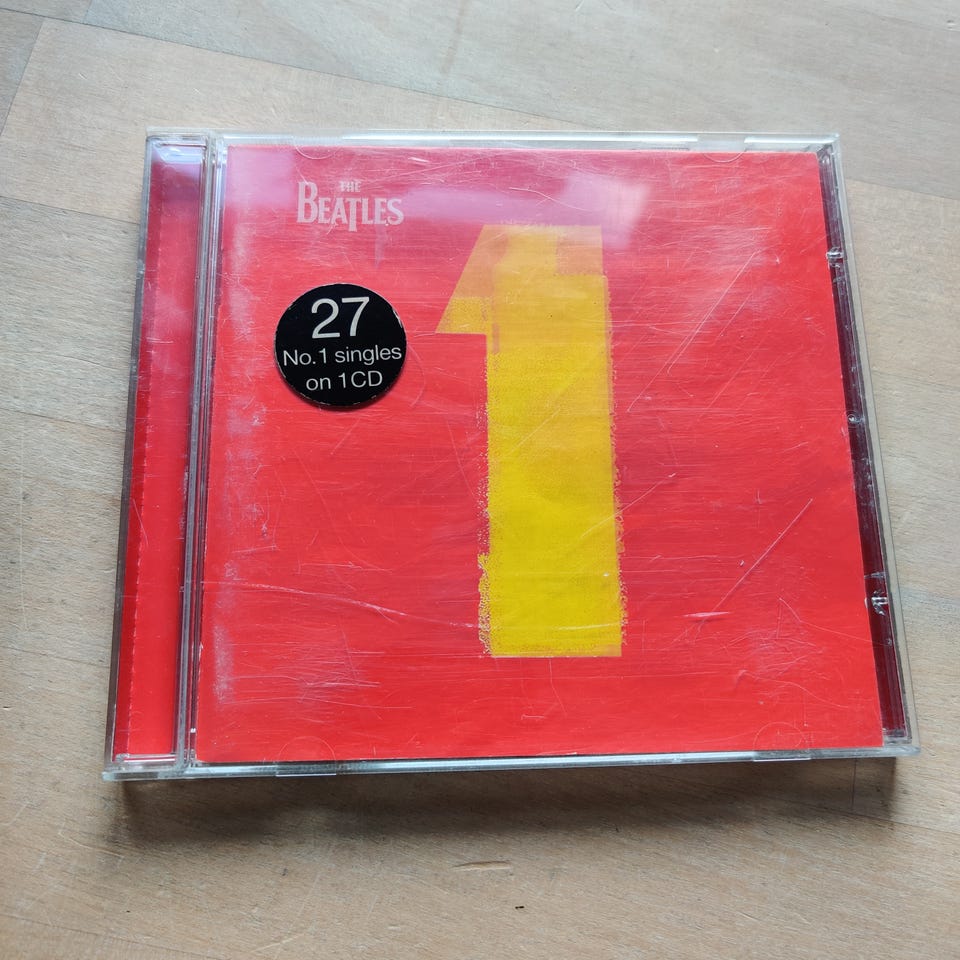 THE
BEATLES
1
27
No.1 singles
on 1CD